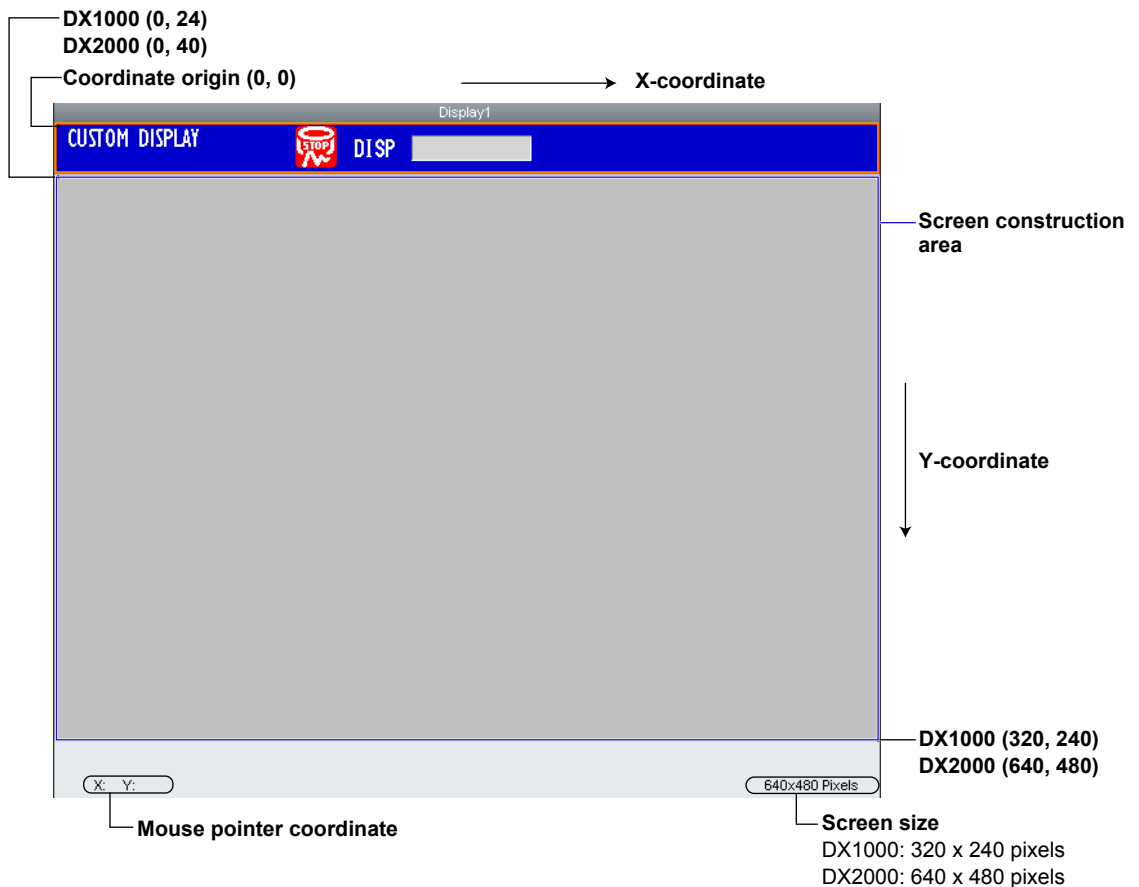 DX1000 (0, 24)
DX2000 (0, 40)
Coordinate origin (0, 0)
X-coordinate
Display1
CUSTOM DISPLAY
STOP
DISP
Screen construction
area
Y-coordinate
DX1000 (320, 240)
DX2000 (640, 480)
X: Y:
640x480 Pixels
Mouse pointer coordinate
Screen size
DX1000: 320 x 240 pixels
DX2000: 640 x 480 pixels